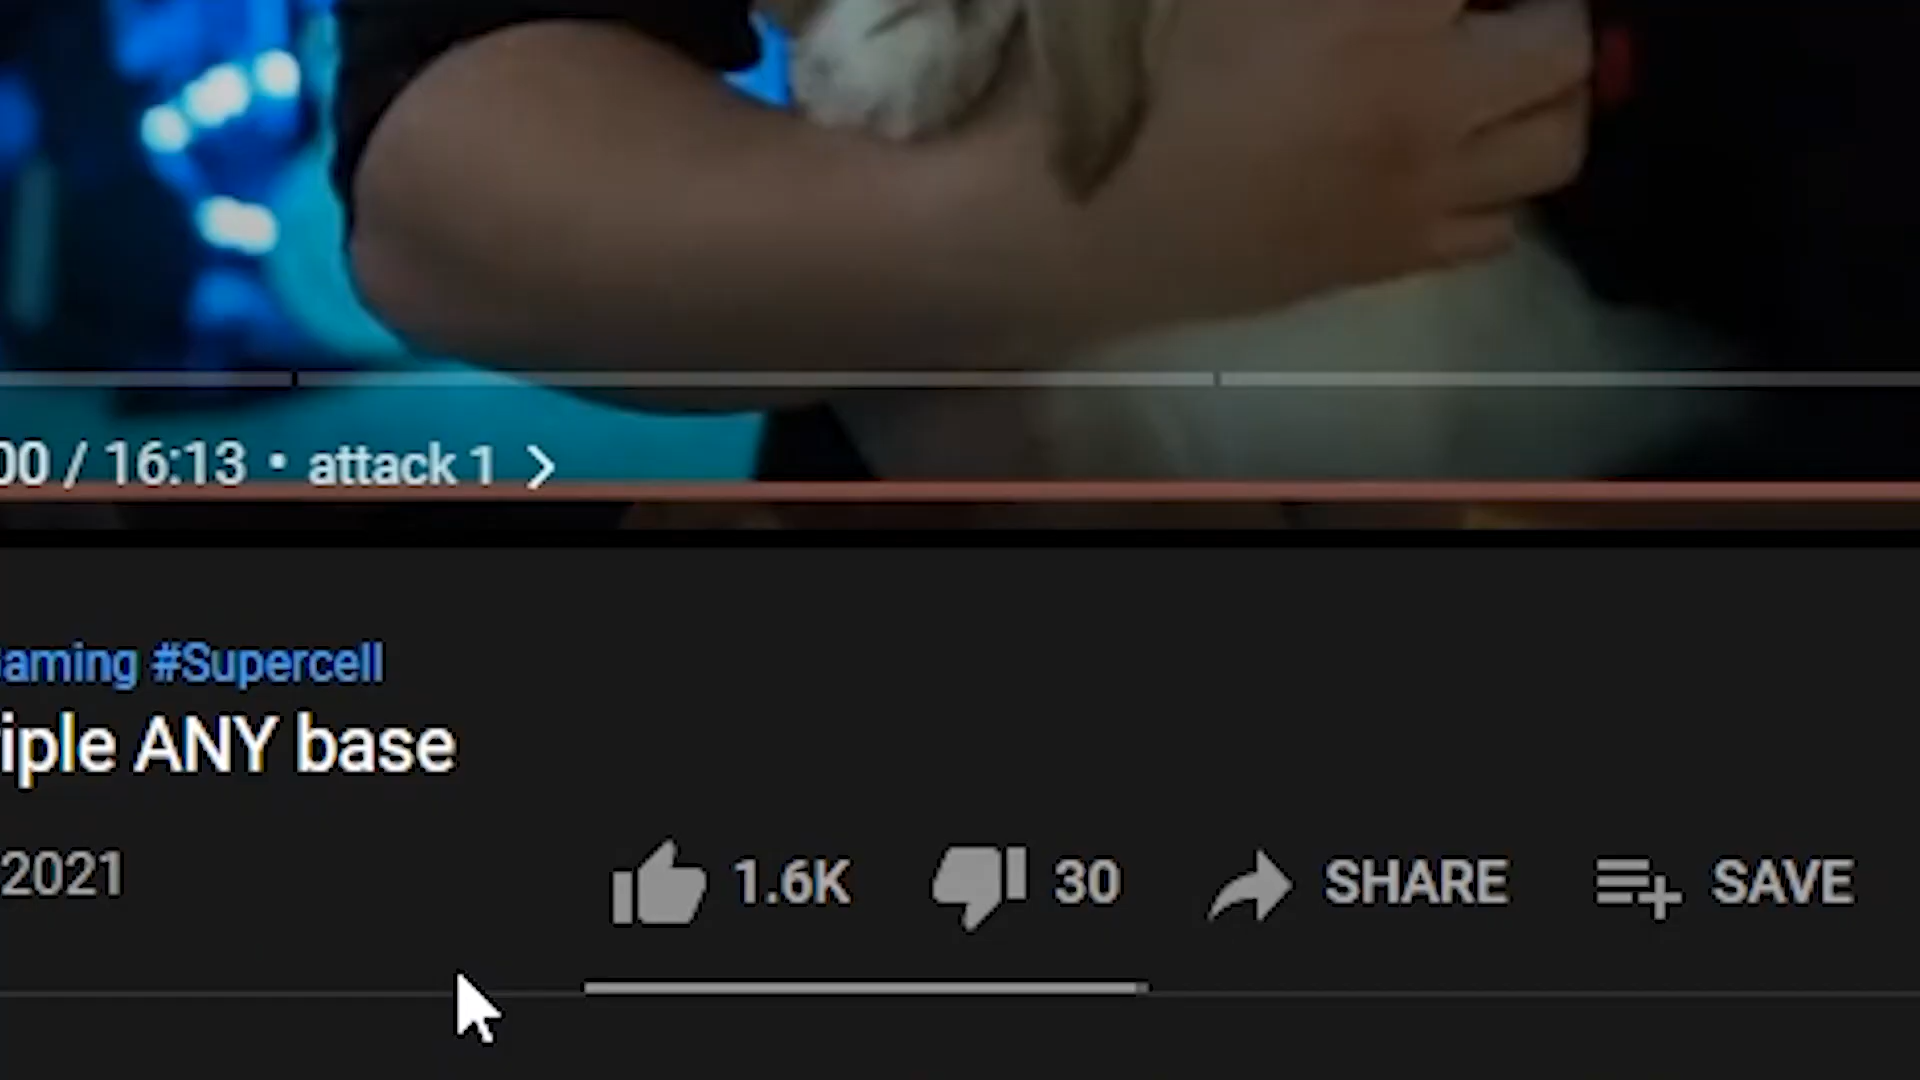 00 / 16:13 • attack 1 >
aming #Supercell
iple ANY base
2021
1.6K 30 SHARE SAVE